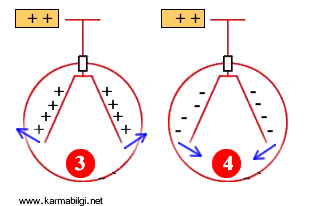 + +
+ +
+ + + +
+ + + +
- - - -
- - -
3
4
www.karmabilgi.net